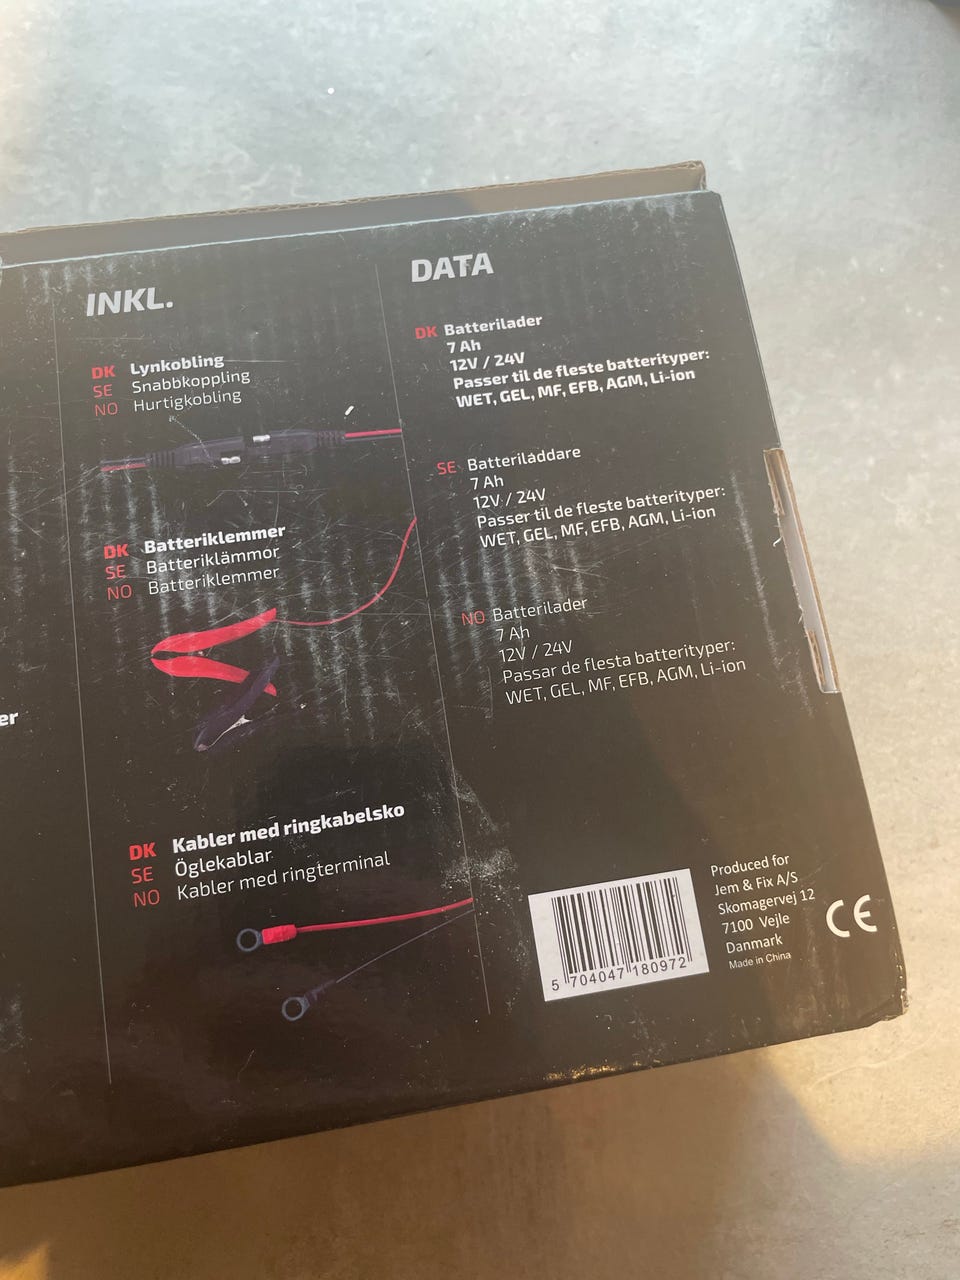 er
INKL.
DK Lynkobling
SE Snabbkoppling
NO Hurtigkobling
DK Batteriklemmer
SE Batteriklämmor
NO Batteriklemmer
DK Kabler med ringkabelsko
SE Öglekablar
NO Kabler med ringterminal
DATA
DK Batterilader
7 Ah
12V / 24V
Passer til de fleste batterityper:
WET, GEL, MF, EFB, AGM, Li-ion
SE Batteriladdare
7 Ah
12V / 24V
Passer til de fleste batterityper:
WET, GEL, MF, EFB, AGM, Li-ion
NO Batterilader
7 Ah
12V / 24V
Passar de flesta batterityper:
WET, GEL, MF, EFB, AGM, Li-ion
5 704047 180972
Produced for
Jem & Fix A/S
Skomagervej 12
7100 Vejle
Danmark
Made in China
CE